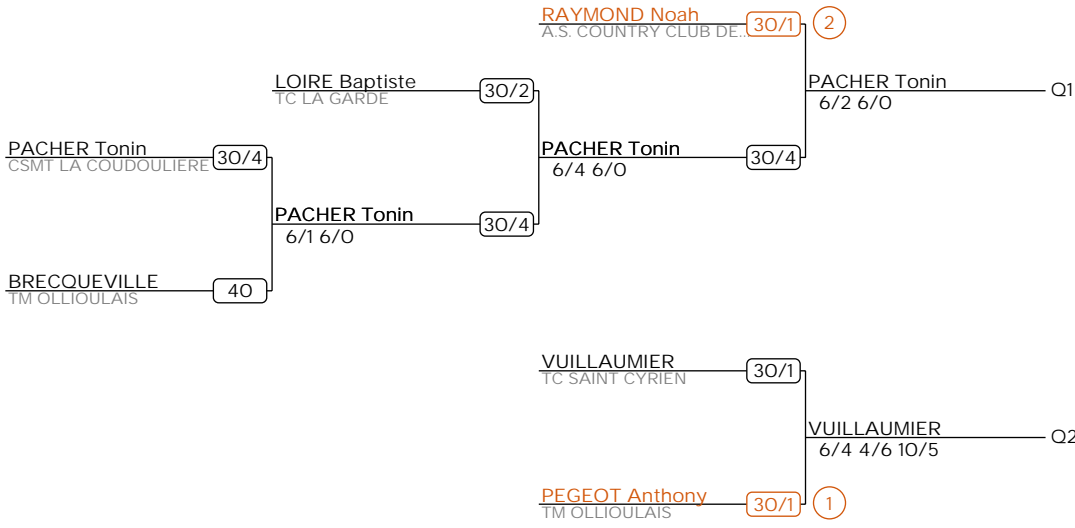 RAYMOND Noah
A.S. COUNTRY CLUB DE...
30/1
2
LOIRE Baptiste
TC LA GARDE
30/2
PACHER Tonin
6/2 6/0
Q1
PACHER Tonin
CSMT LA COUDOULIERE
30/4
PACHER Tonin
6/4 6/0
30/4
PACHER Tonin
6/1 6/0
30/4
BRECQUEVILLE
TM OLLIOULAIS
40
VUILLAUMIER
TC SAINT CYRIEN
30/1
VUILLAUMIER
6/4 4/6 10/5
Q2
PEGEOT Anthony
TM OLLIOULAIS
30/1
1